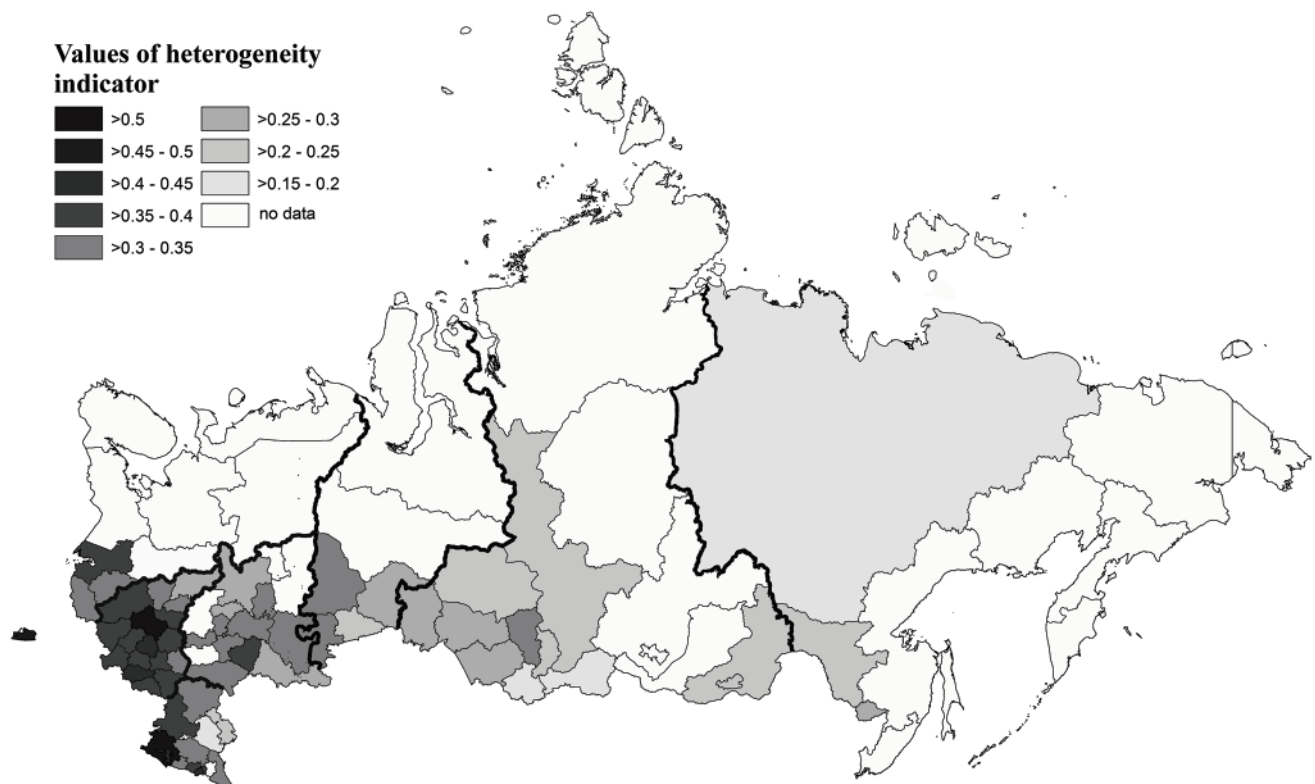 Values of heterogeneity
indicator
>0.5
>0.45 - 0.5
>0.4 - 0.45
>0.35 - 0.4
>0.3 - 0.35
>0.25 - 0.3
>0.2 - 0.25
>0.15 - 0.2
no data